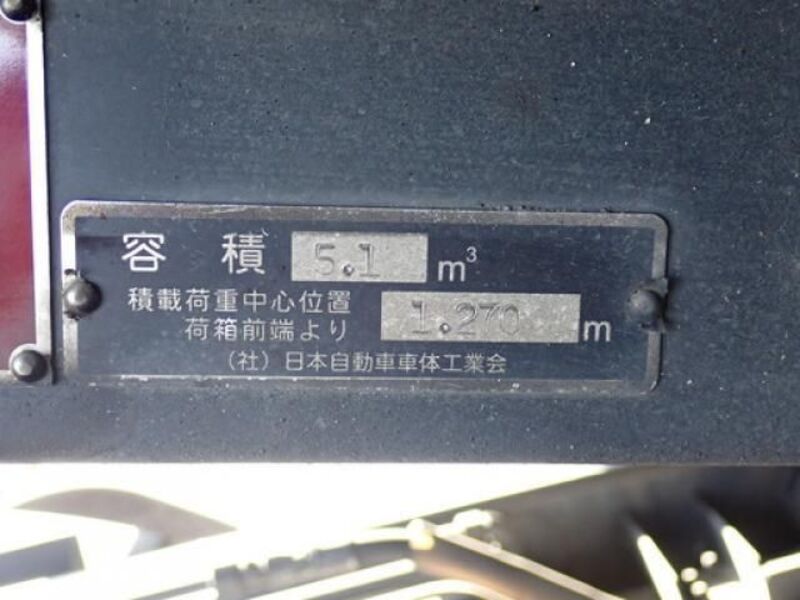 容積 5.1 m³
積載荷重中心位置
荷箱前端より 1.270 m
(社)日本自動車車体工業会